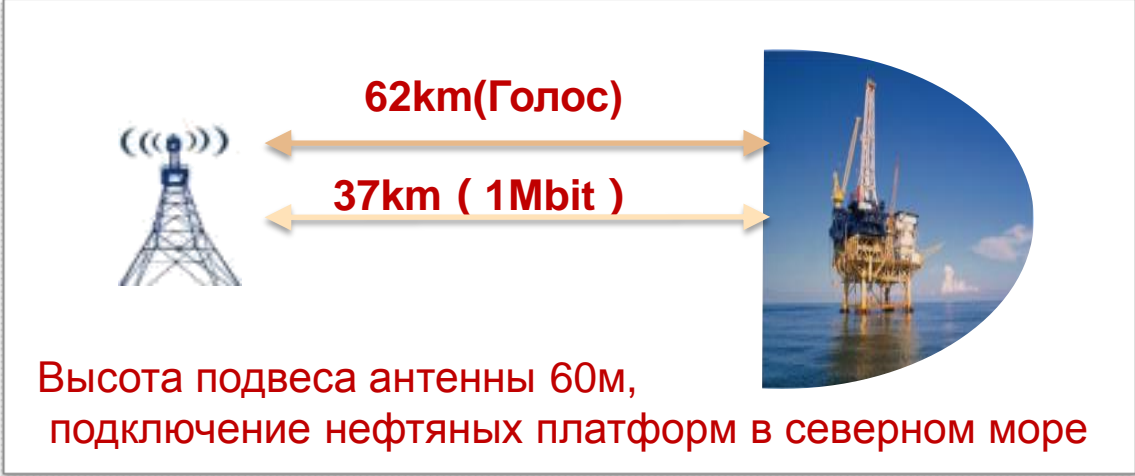 62km(Голос)
37km ( 1Mbit )
Высота подвеса антенны 60м,
подключение нефтяных платформ в северном море